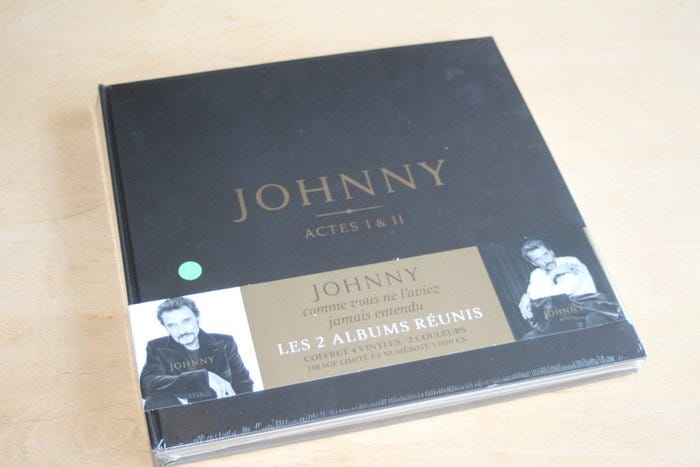 JOHNNY
ACTES I & II
JOHNNY
comme vous ne l'aviez
jamais entendu
LES 2 ALBUMS RÉUNIS
COFFRET 4 VINYLES - 2 COULEURS
TIRAGE LIMITÉ ET NUMÉROTÉ 1.000 EX.
JOHNNY
JOHNNY